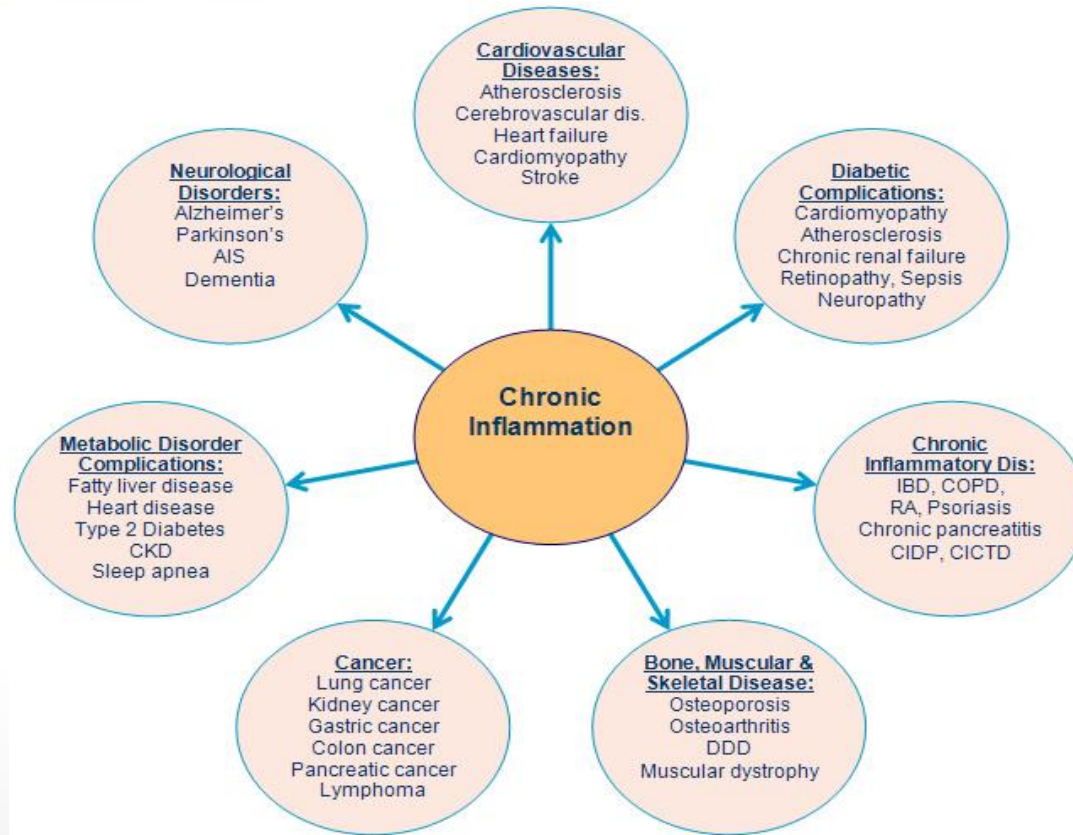 Cardiovascular
Diseases:
Atherosclerosis
Cerebrovascular dis.
Heart failure
Cardiomyopathy
Stroke
Neurological
Disorders:
Alzheimer's
Parkinson's
AIS
Dementia
Diabetic
Complications:
Cardiomyopathy
Atherosclerosis
Chronic renal failure
Retinopathy, Sepsis
Neuropathy
Chronic
Inflammation
Metabolic Disorder
Complications:
Fatty liver disease
Heart disease
Type 2 Diabetes
CKD
Sleep apnea
Chronic
Inflammatory Dis:
IBD, COPD,
RA, Psoriasis
Chronic pancreatitis
CIDP, CICTD
Cancer:
Lung cancer
Kidney cancer
Gastric cancer
Colon cancer
Pancreatic cancer
Lymphoma
Bone, Muscular &
Skeletal Disease:
Osteoporosis
Osteoarthritis
DDD
Muscular dystrophy